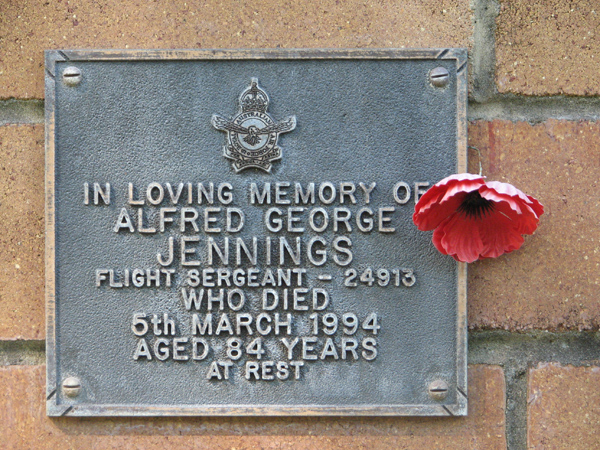 IN LOVING MEMORY OF
ALFRED GEORGE
JENNINGS
FLIGHT SERGEANT - 24913
WHO DIED
5th MARCH 1994
AGED 84 YEARS
AT REST